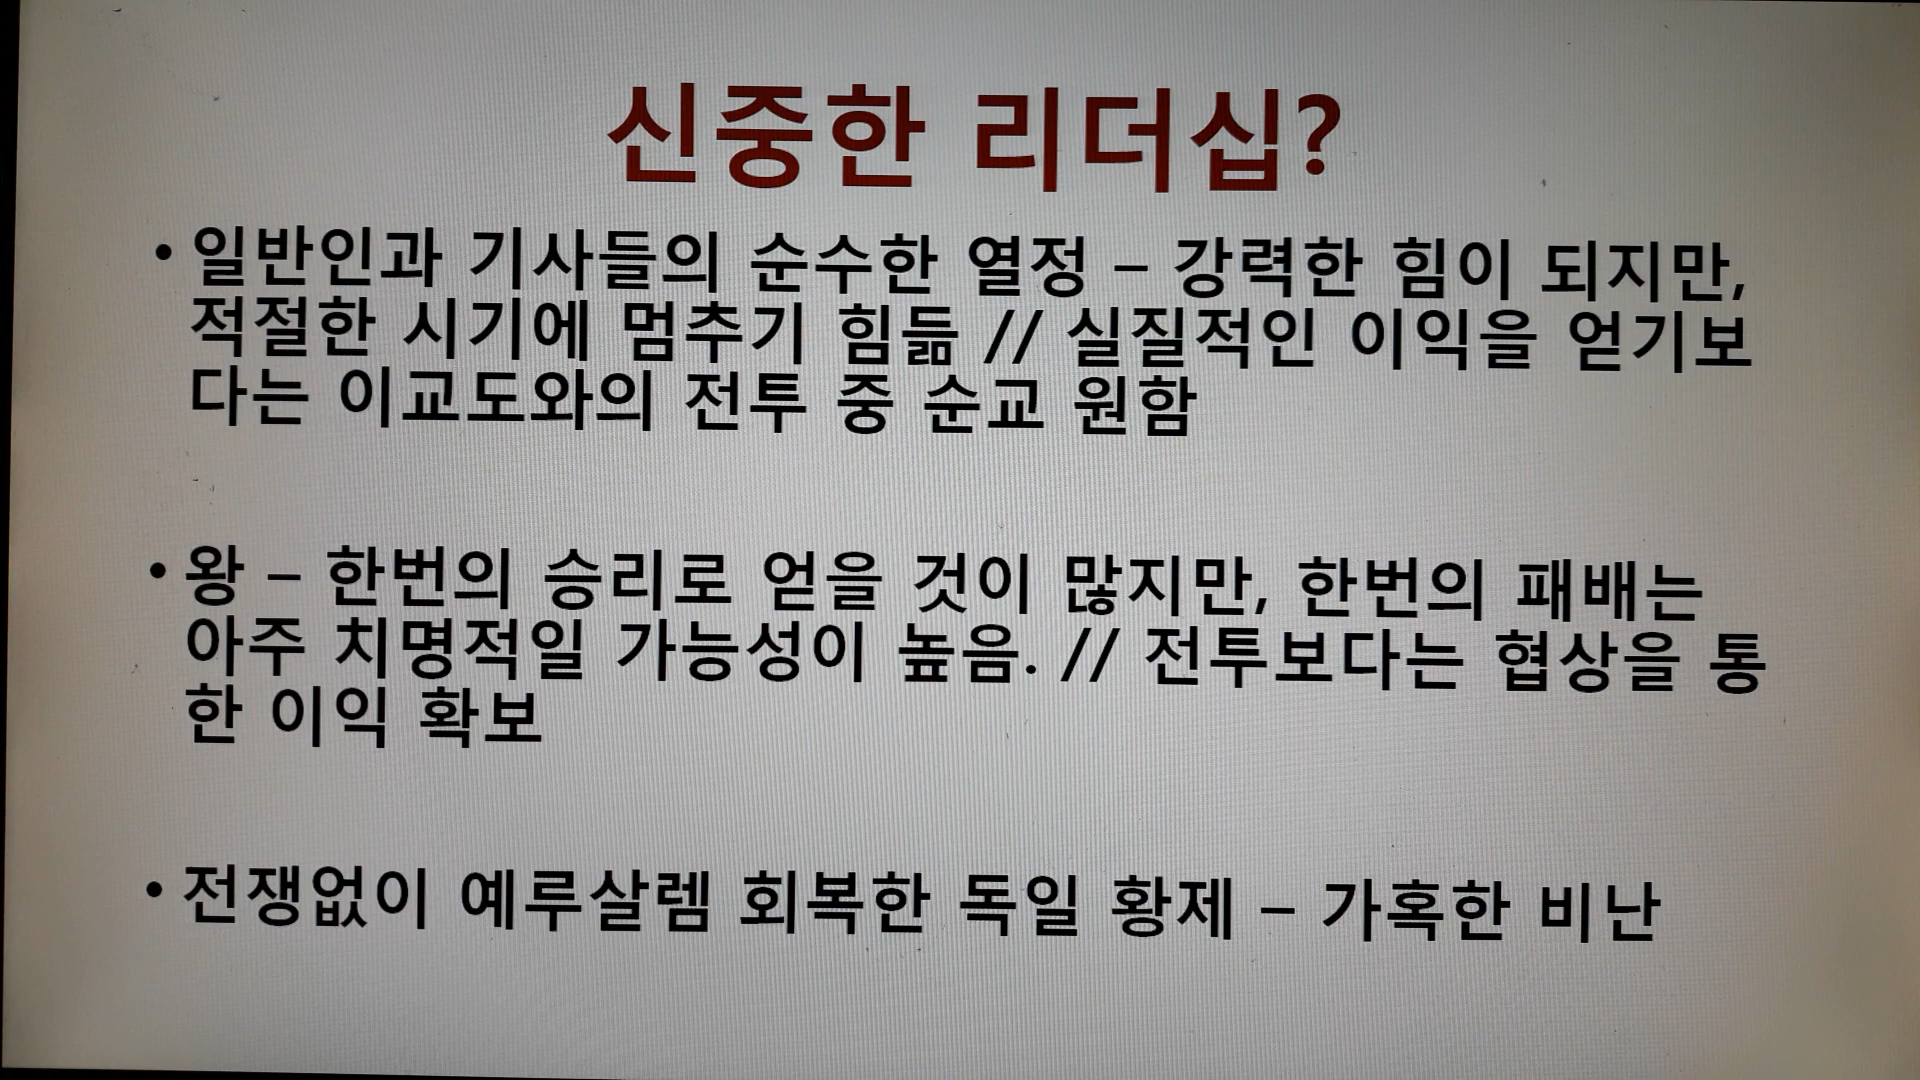 신중한 리더십?
• 일반인과 기사들의 순수한 열정 – 강력한 힘이 되지만,
적절한 시기에 멈추기 힘듦 // 실질적인 이익을 얻기보
다는 이교도와의 전투 중 순교 원함
• 왕 – 한번의 승리로 얻을 것이 많지만, 한번의 패배는
아주 치명적일 가능성이 높음. // 전투보다는 협상을 통
한 이익 확보
• 전쟁없이 예루살렘 회복한 독일 황제 – 가혹한 비난